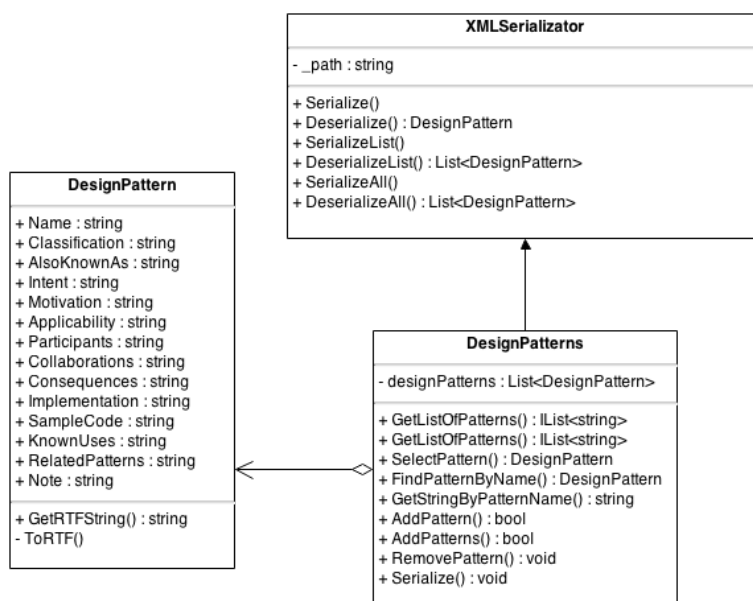 XMLSerializator
- _path : string
+ Serialize()
+ Deserialize() : DesignPattern
+ SerializeList()
+ DeserializeList() : List<DesignPattern>
+ SerializeAll()
+ DeserializeAll() : List<DesignPattern>
DesignPattern
+ Name : string
+ Classification : string
+ AlsoKnownAs : string
+ Intent : string
+ Motivation : string
+ Applicability : string
+ Participants : string
+ Collaborations : string
+ Consequences : string
+ Implementation : string
+ SampleCode : string
+ KnownUses : string
+ RelatedPatterns : string
+ Note : string
+ GetRTFString() : string
- ToRTF()
DesignPatterns
- designPatterns : List<DesignPattern>
+ GetListOfPatterns() : IList<string>
+ GetListOfPatterns() : IList<string>
+ SelectPattern() : DesignPattern
+ FindPatternByName() : DesignPattern
+ GetStringByPatternName() : string
+ AddPattern() : bool
+ AddPatterns() : bool
+ RemovePattern() : void
+ Serialize() : void